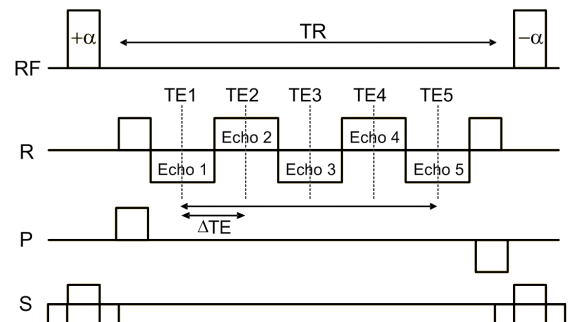 +α TR −α
RF
TE1 TE2 TE3 TE4 TE5
Echo 2 Echo 4
R
Echo 1 Echo 3 Echo 5
ΔTE
P
S